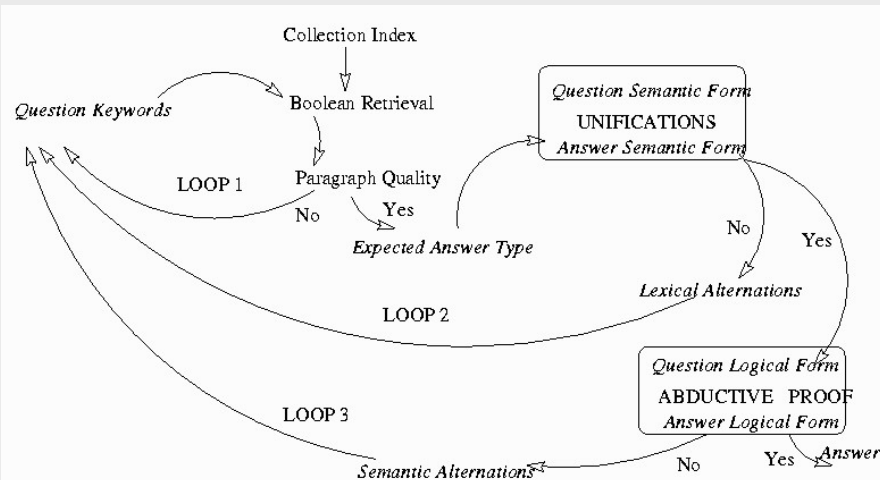 Collection Index
Question Keywords
Boolean Retrieval
Question Semantic Form
UNIFICATIONS
Answer Semantic Form
LOOP 1
Paragraph Quality
No
Yes
Expected Answer Type
No
Yes
Lexical Alternations
LOOP 2
Question Logical Form
ABDUCTIVE PROOF
Answer Logical Form
LOOP 3
Semantic Alternations
No
Yes
Answer